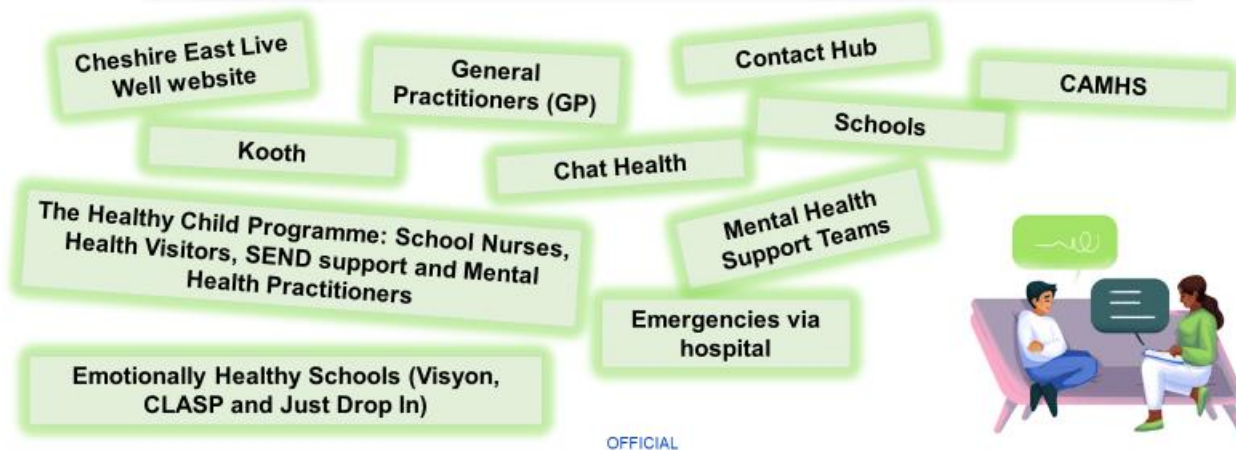 Cheshire East Live
Well website
General
Practitioners (GP)
Contact Hub
CAMHS
Kooth
Chat Health
Schools
The Healthy Child Programme: School Nurses,
Health Visitors, SEND support and Mental
Health Practitioners
Mental Health
Support Teams
Emergencies via
hospital
Emotionally Healthy Schools (Visyon,
CLASP and Just Drop In)
OFFICIAL